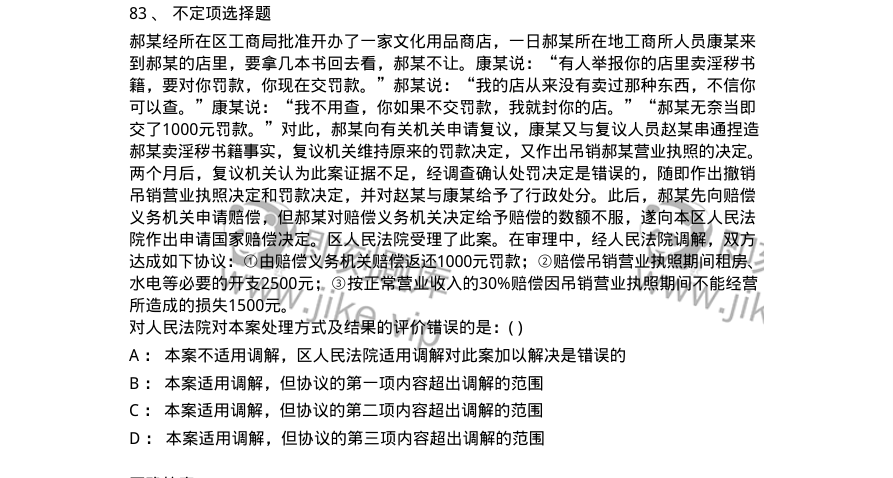 83 、 不定项选择题
郝某经所在区工商局批准开办了一家文化用品商店，一日郝某所在地工商所人员康某来
到郝某的店里，要拿几本书回去看，郝某不让。康某说：“有人举报你的店里卖淫秽书
籍，要对你罚款，你现在交罚款。”郝某说：“我的店从来没有卖过那种东西，不信你
可以查。”康某说：“我不用查，你如果不交罚款，我就封你的店。”“郝某无奈当即
交了1000元罚款。”对此，郝某向有关机关申请复议，康某又与复议人员赵某串通捏造
郝某卖淫秽书籍事实，复议机关维持原来的罚款决定，又作出吊销郝某营业执照的决定。
两个月后，复议机关认为此案证据不足，经调查确认处罚决定是错误的，随即作出撤销
吊销营业执照决定和罚款决定，并对赵某与康某给予了行政处分。此后，郝某先向赔偿
义务机关申请赔偿，但郝某对赔偿义务机关决定给予赔偿的数额不服，遂向本区人民法
院作出申请国家赔偿决定。区人民法院受理了此案。在审理中，经人民法院调解，双方
达成如下协议：①由赔偿义务机关赔偿返还1000元罚款；②赔偿吊销营业执照期间租房、
水电等必要的开支2500元；③按正常营业收入的30%赔偿因吊销营业执照期间不能经营
所造成的损失1500元。
对人民法院对本案处理方式及结果的评价错误的是：( )
A ： 本案不适用调解，区人民法院适用调解对此案加以解决是错误的
B ： 本案适用调解，但协议的第一项内容超出调解的范围
C ： 本案适用调解，但协议的第二项内容超出调解的范围
D ： 本案适用调解，但协议的第三项内容超出调解的范围
即刻题库
www.jike.vip
即刻
www.jik